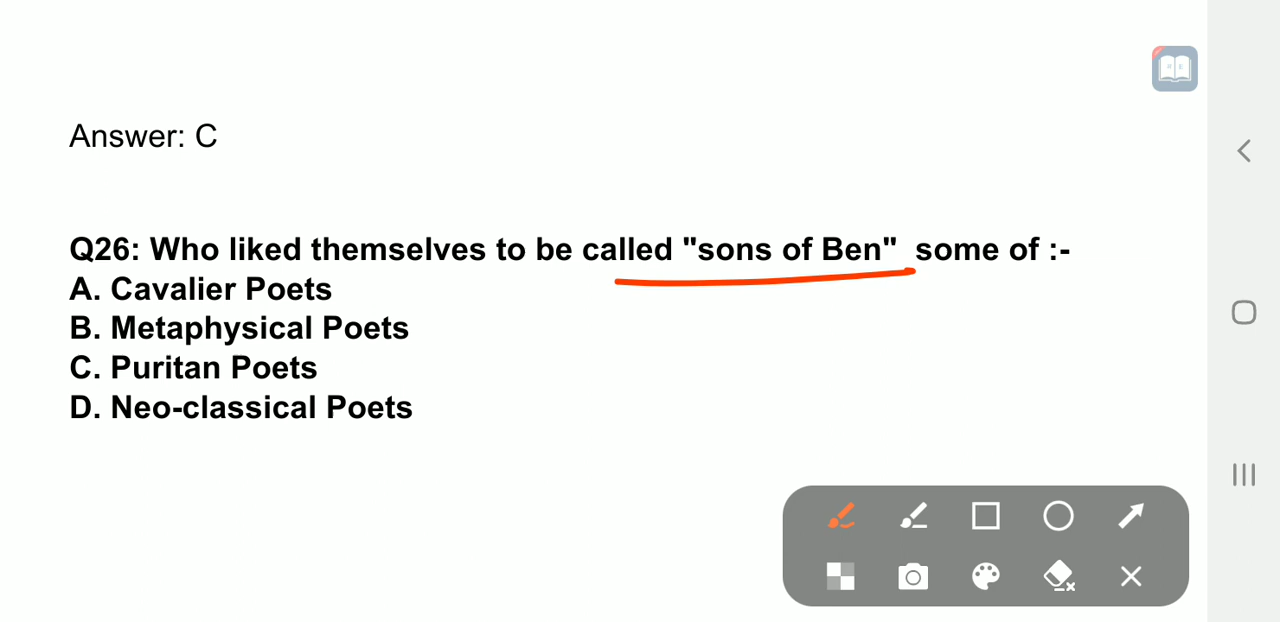 Answer: C
Q26: Who liked themselves to be called "sons of Ben"  some of :-
A. Cavalier Poets
B. Metaphysical Poets
C. Puritan Poets
D. Neo-classical Poets